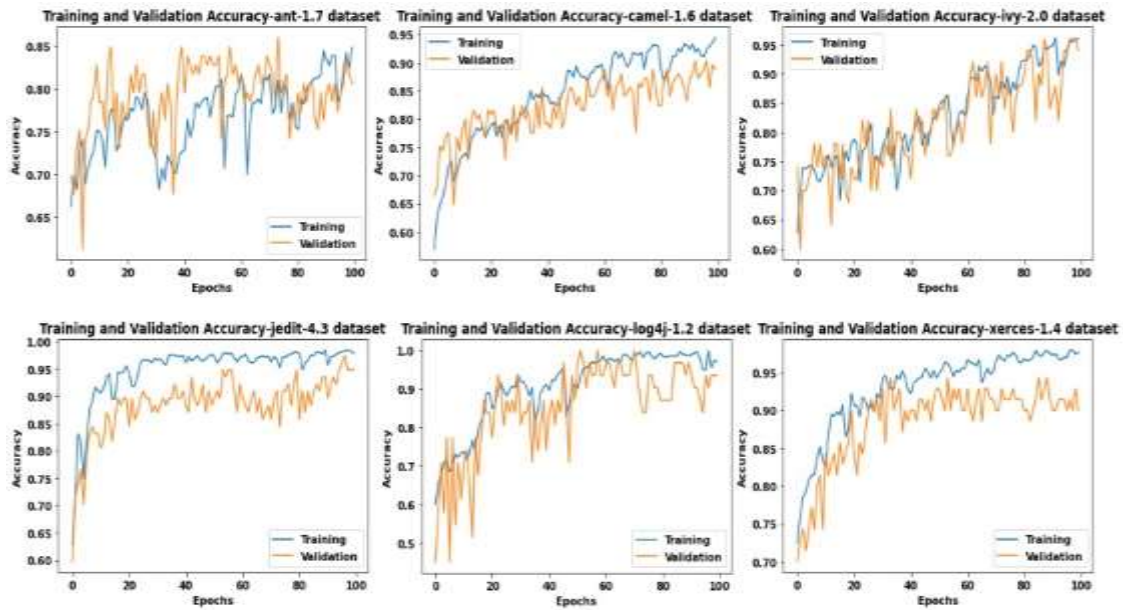 Training and Validation Accuracy-ant-1.7 dataset
0.85
0.80
0.75
0.70
0.65
Accuracy
Training
Validation
0 20 40 60 80 100
Epochs
Training and Validation Accuracy-camel-1.6 dataset
0.95
0.90
0.85
0.80
0.75
0.70
0.65
0.60
Accuracy
Training
Validation
0 20 40 60 80 100
Epochs
Training and Validation Accuracy-ivy-2.0 dataset
0.95
0.90
0.85
0.80
0.75
0.70
0.65
0.60
Accuracy
Training
Validation
0 20 40 60 80 100
Epochs
Training and Validation Accuracy-jedit-4.3 dataset
1.00
0.95
0.90
0.85
0.80
0.75
0.70
0.65
0.60
Accuracy
Training
Validation
0 20 40 60 80 100
Epochs
Training and Validation Accuracy-log4j-1.2 dataset
1.0
0.9
0.8
0.7
0.6
0.5
Accuracy
Training
Validation
0 20 40 60 80 100
Epochs
Training and Validation Accuracy-xerces-1.4 dataset
0.95
0.90
0.85
0.80
0.75
0.70
Accuracy
Training
Validation
0 20 40 60 80 100
Epochs